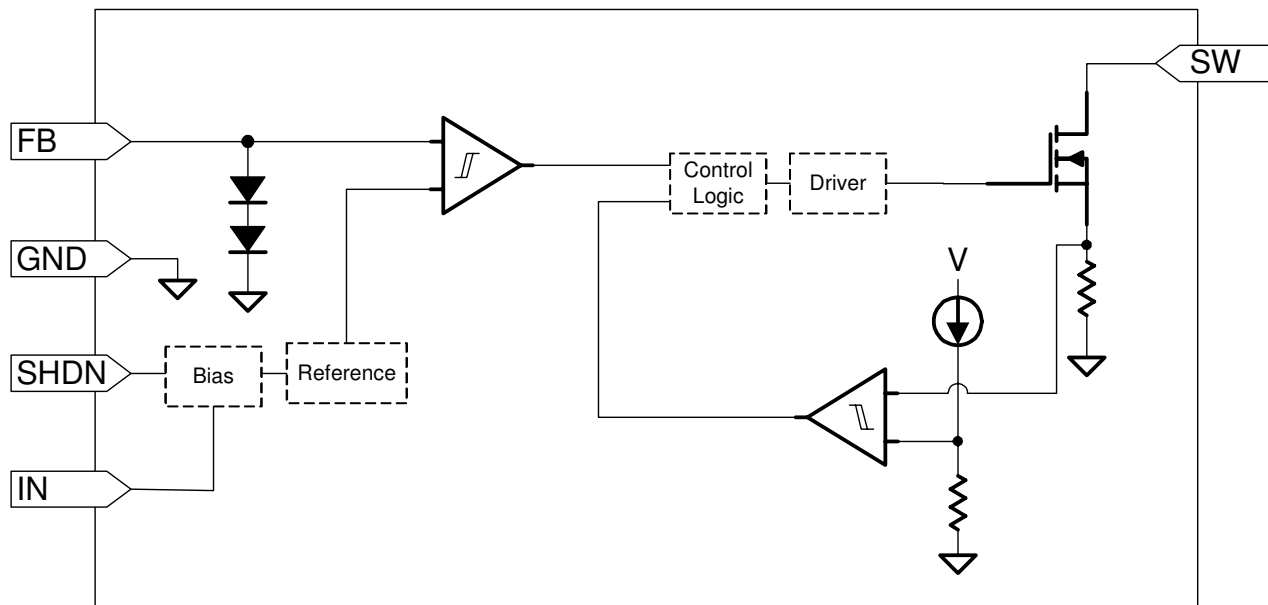 SW
FB
Control
Logic
Driver
GND
V
SHDN
Bias
Reference
IN